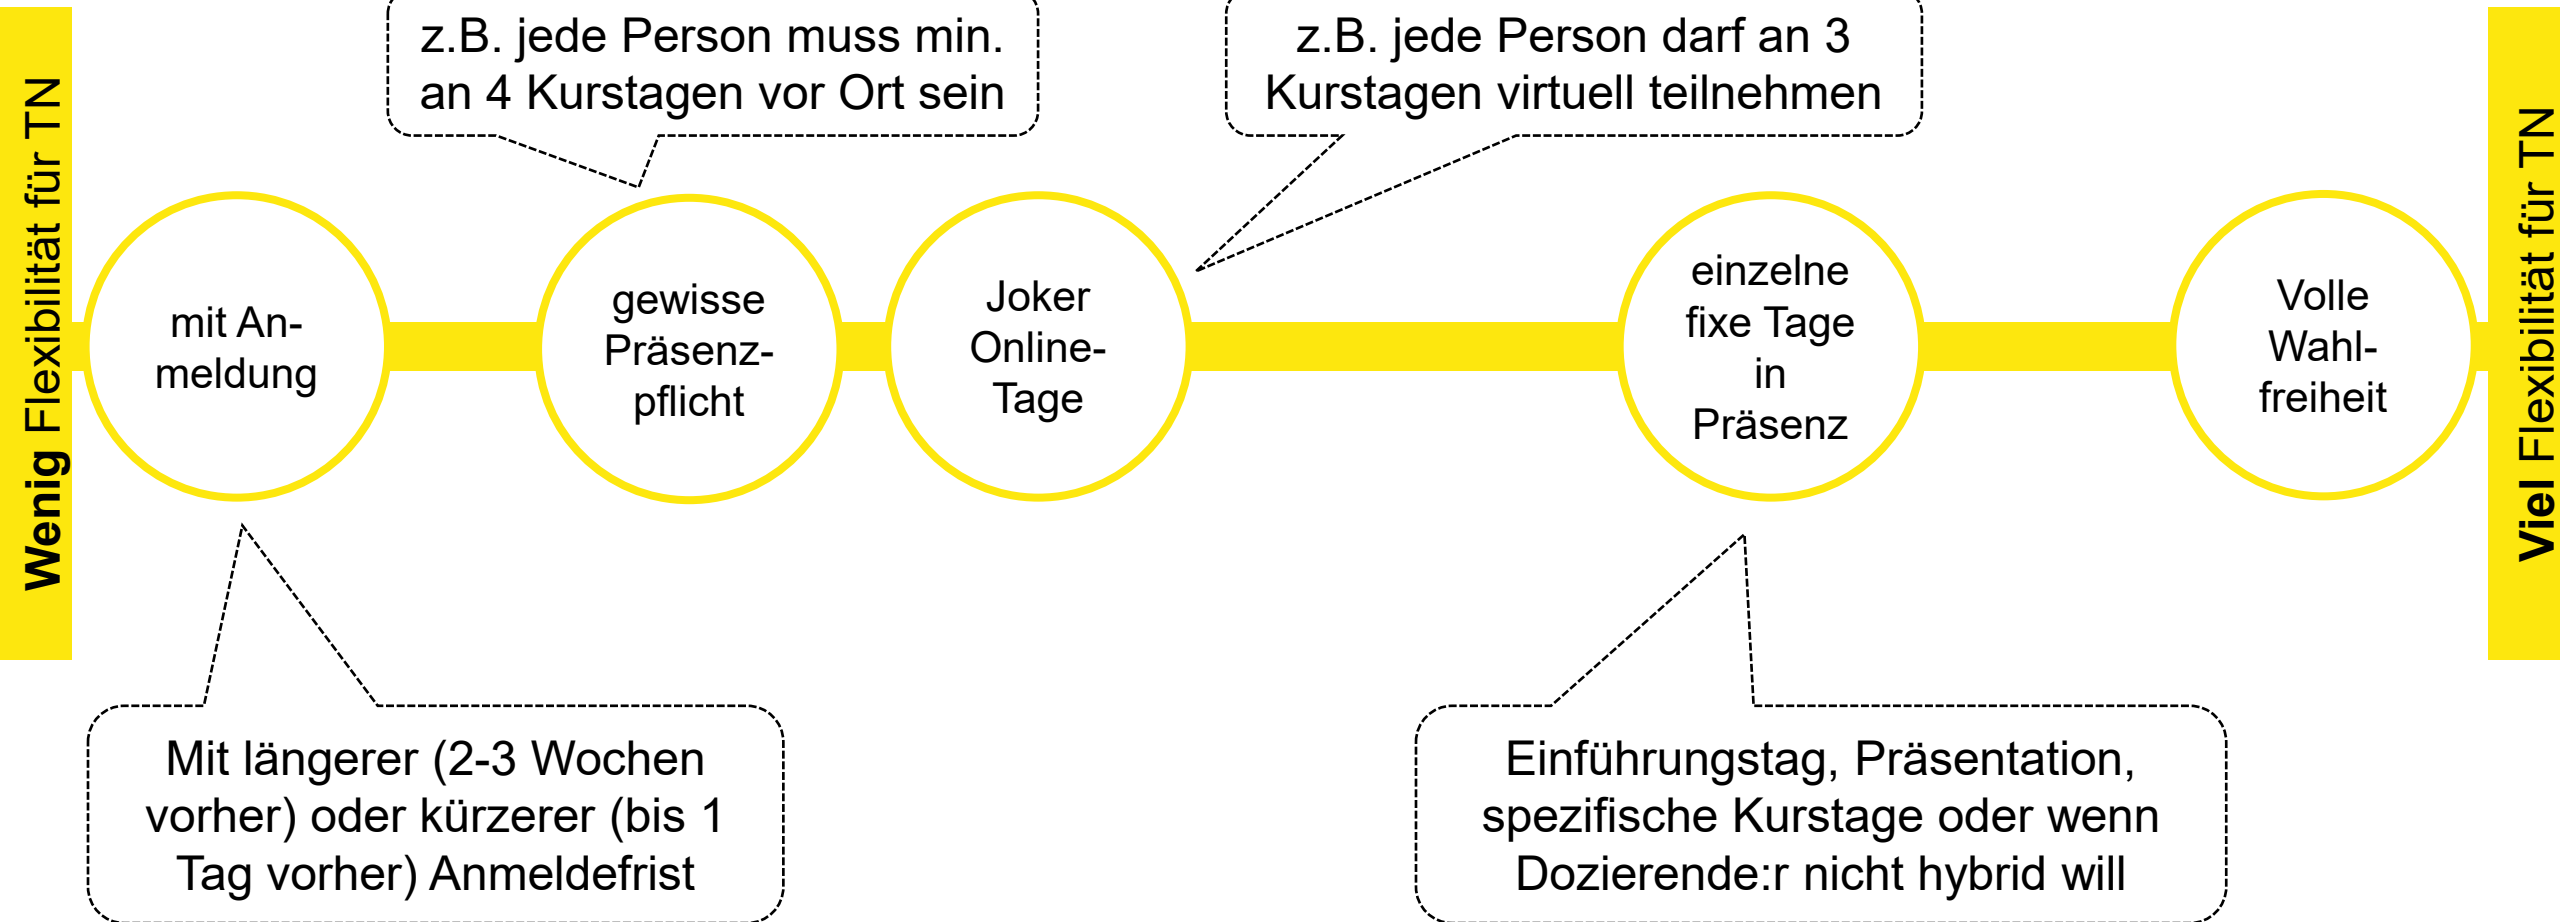 z.B. jede Person muss min.
an 4 Kurstagen vor Ort sein
z.B. jede Person darf an 3
Kurstagen virtuell teilnehmen
Wenig Flexibilität für TN
mit An-
meldung
gewisse
Präsenz-
pflicht
Joker
Online-
Tage
einzelne
fixe Tage
in
Präsenz
Volle
Wahl-
freiheit
Viel Flexibilität für TN
Mit längerer (2-3 Wochen
vorher) oder kürzerer (bis 1
Tag vorher) Anmeldefrist
Einführungstag, Präsentation,
spezifische Kurstage oder wenn
Dozierende:r nicht hybrid will